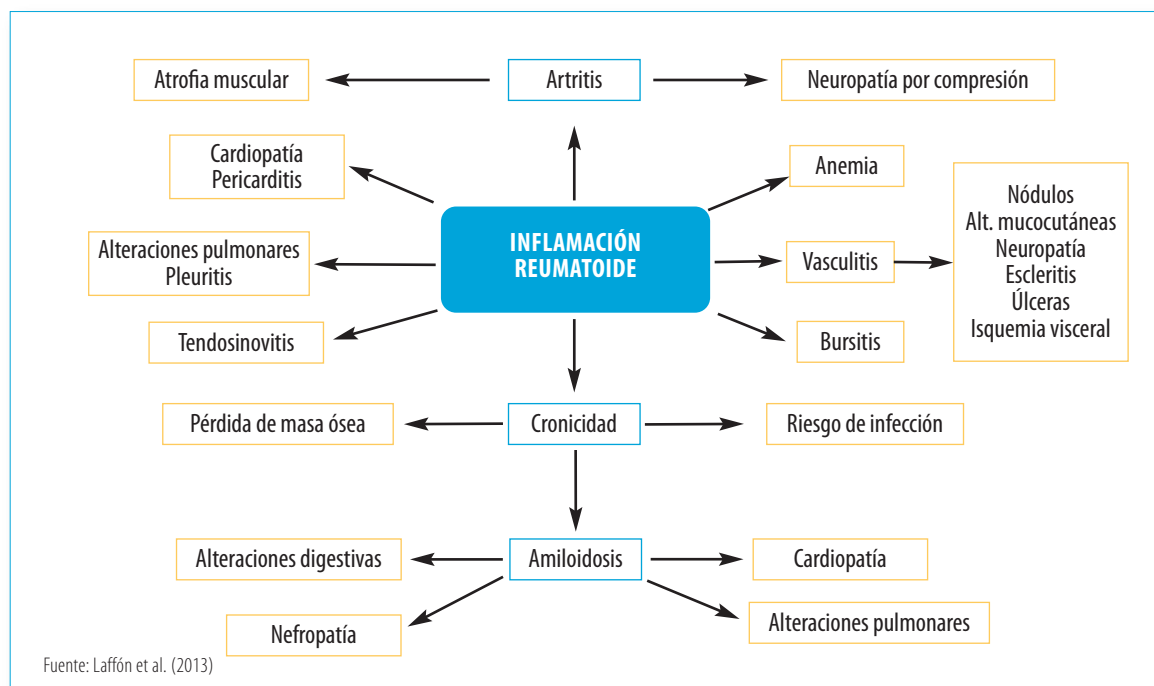 Atrofia muscular
Artritis
Neuropatía por compresión
Cardiopatía
Pericarditis
Anemia
Nódulos
Alt. mucocutáneas
Neuropatía
Escleritis
Úlceras
Isquemia visceral
INFLAMACIÓN
REUMATOIDE
Alteraciones pulmonares
Pleuritis
Vasculitis
Tendosinovitis
Bursitis
Pérdida de masa ósea
Cronicidad
Riesgo de infección
Alteraciones digestivas
Amiloidosis
Cardiopatía
Nefropatía
Alteraciones pulmonares
Fuente: Laffón et al. (2013)